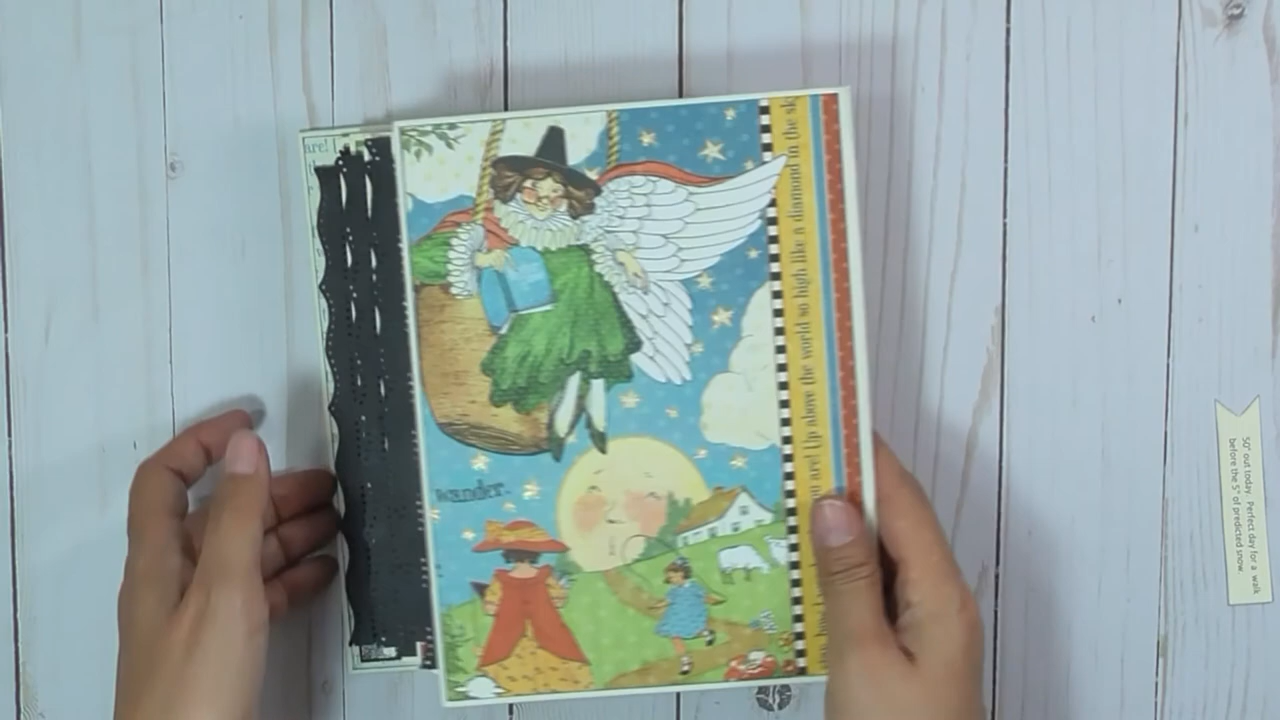 are! I
wander.
you are! Up above the world so high like a diamond in the sk
50° out today. Perfect day for a walk
before the 5" of predicted snow.